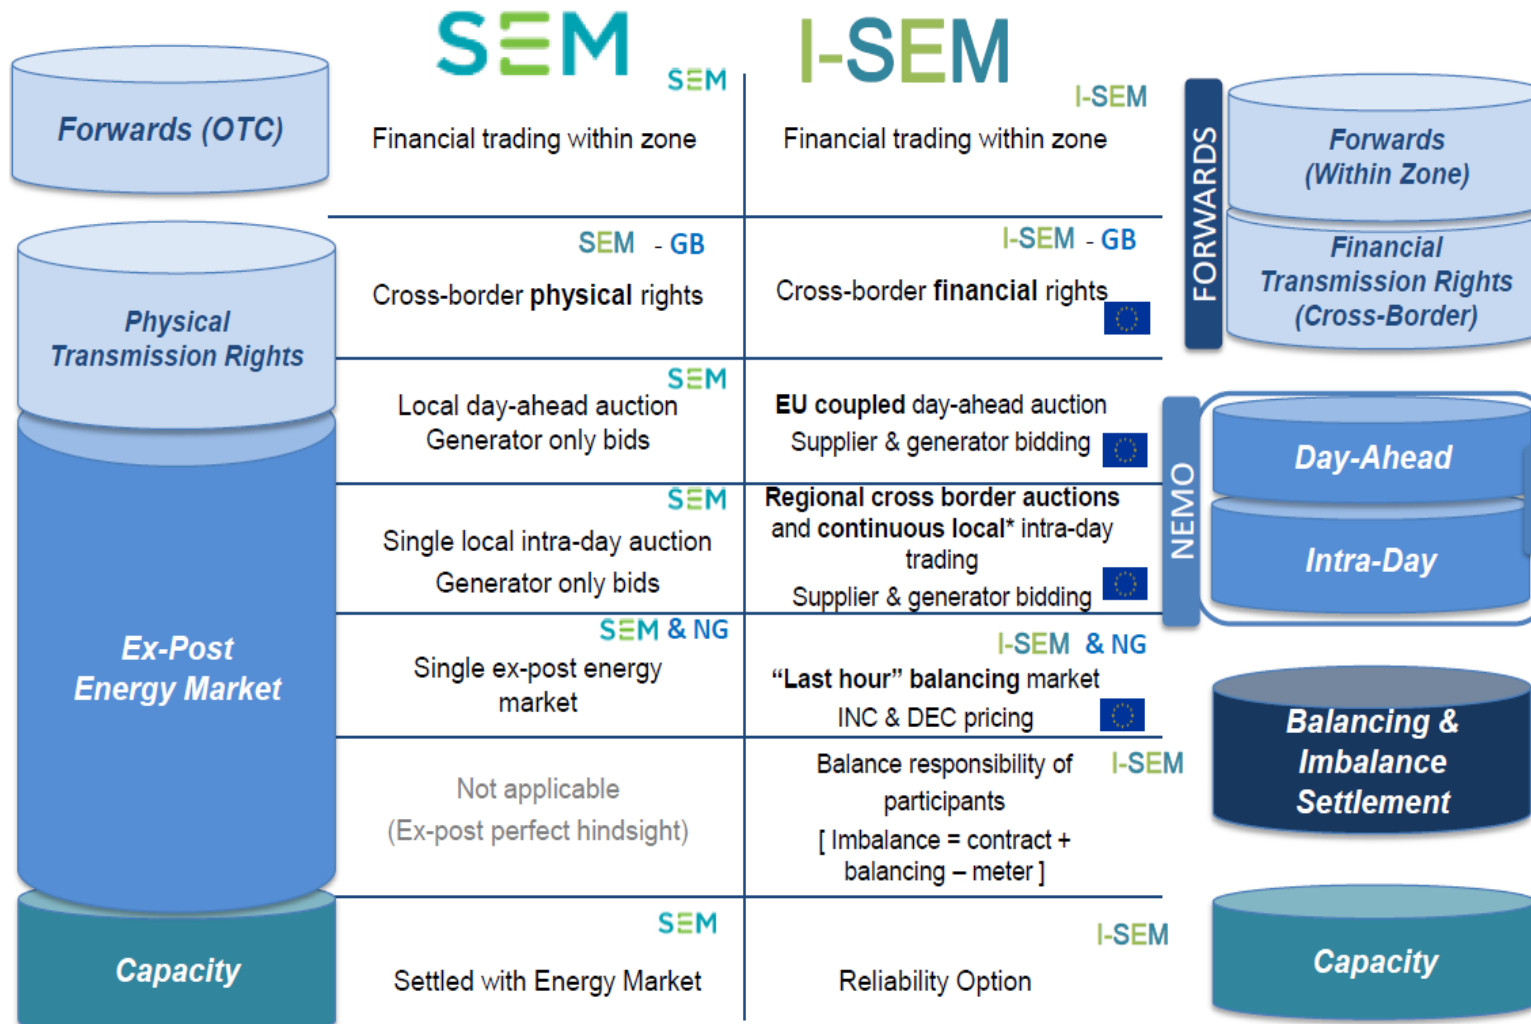 SEM
I-SEM
Forwards (OTC)
SEM
Financial trading within zone
I-SEM
Financial trading within zone
FORWARDS
Forwards
(Within Zone)
Physical
Transmission Rights
SEM - GB
Cross-border physical rights
I-SEM - GB
Cross-border financial rights
Financial
Transmission Rights
(Cross-Border)
SEM
Local day-ahead auction
Generator only bids
EU coupled day-ahead auction
Supplier & generator bidding
NEMO
Day-Ahead
SEM
Single local intra-day auction
Generator only bids
Regional cross border auctions
and continuous local* intra-day
trading
Supplier & generator bidding
Intra-Day
Ex-Post
Energy Market
SEM & NG
Single ex-post energy
market
I-SEM & NG
“Last hour” balancing market
INC & DEC pricing
Balancing &
Imbalance
Settlement
Not applicable
(Ex-post perfect hindsight)
Balance responsibility of
participants
I-SEM
[ Imbalance = contract +
balancing – meter ]
Capacity
SEM
Settled with Energy Market
I-SEM
Reliability Option
Capacity